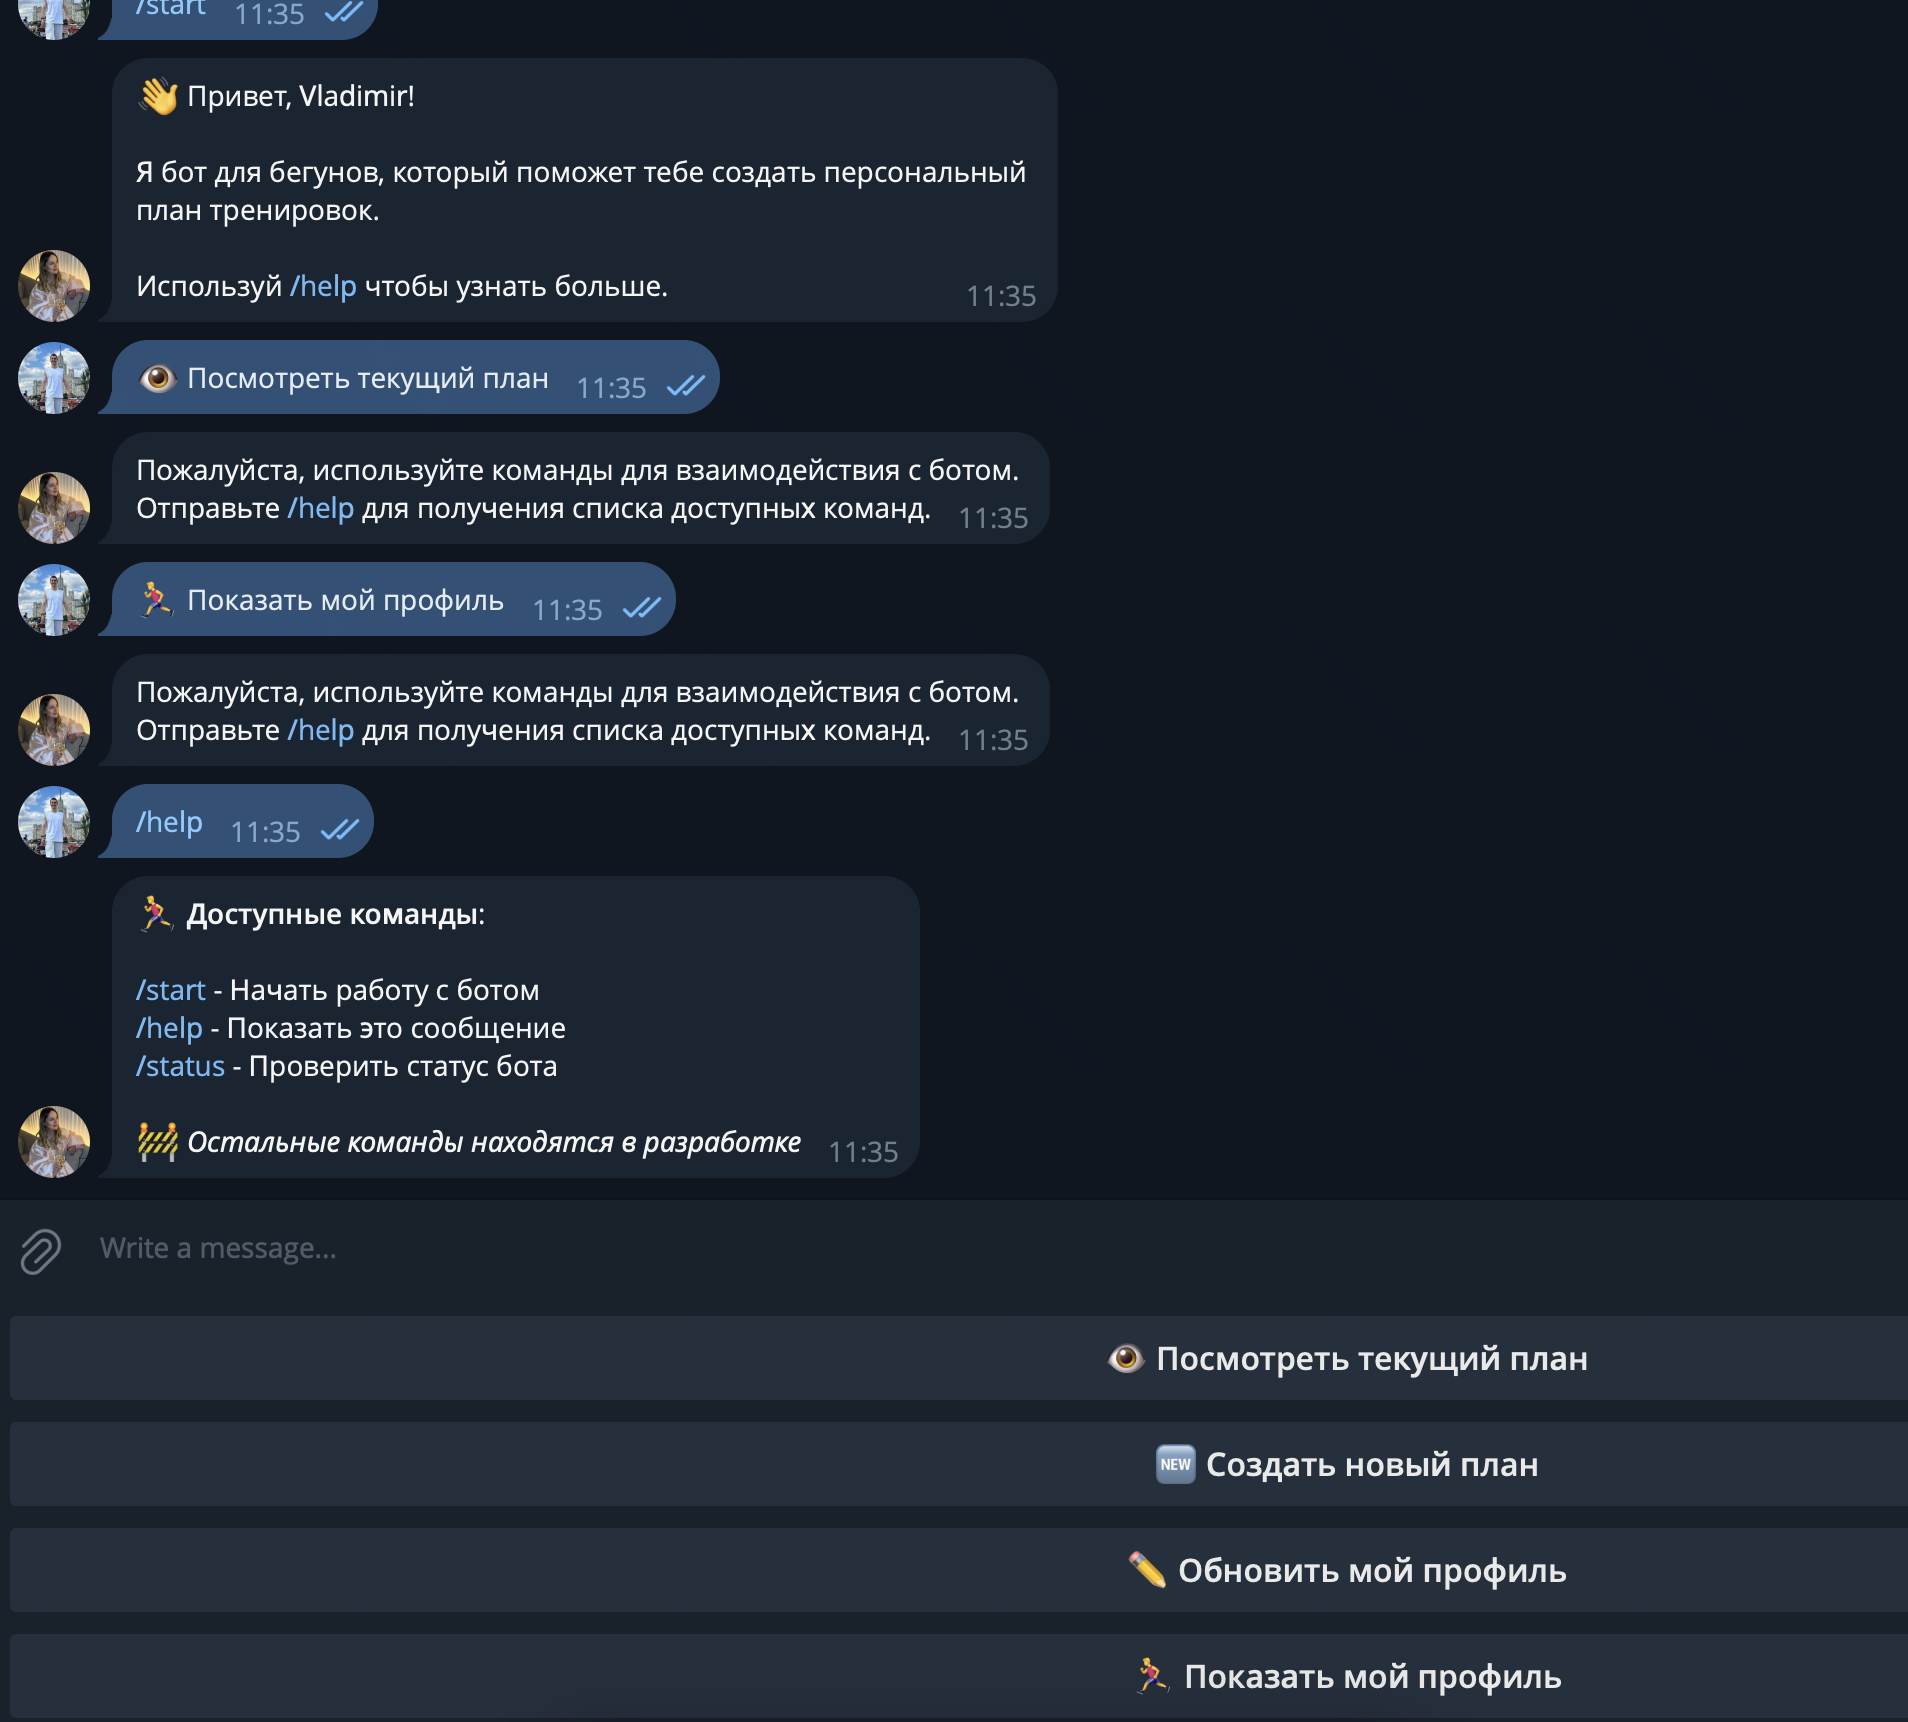 /start 11:35
👋 Привет, Vladimir!
Я бот для бегунов, который поможет тебе создать персональный
план тренировок.
Используй /help чтобы узнать больше. 11:35
👁 Посмотреть текущий план 11:35
Пожалуйста, используйте команды для взаимодействия с ботом.
Отправьте /help для получения списка доступных команд. 11:35
🏃 Показать мой профиль 11:35
Пожалуйста, используйте команды для взаимодействия с ботом.
Отправьте /help для получения списка доступных команд. 11:35
/help 11:35
🏃 Доступные команды:
/start - Начать работу с ботом
/help - Показать это сообщение
/status - Проверить статус бота
🚧 Остальные команды находятся в разработке 11:35
Write a message...
👁 Посмотреть текущий план
🆕 Создать новый план
✏️ Обновить мой профиль
🏃 Показать мой профиль